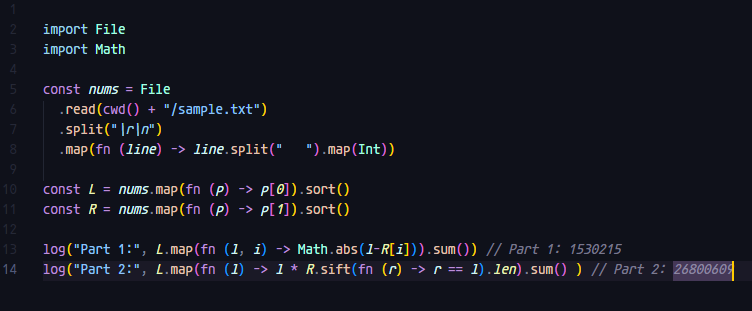 1
2 import File
3 import Math
4
5 const nums = File
6 .read(cwd() + "/sample.txt")
7 .split("\r\n")
8 .map(fn (line) -> line.split("   ").map(Int))
9
10 const L = nums.map(fn (p) -> p[0]).sort()
11 const R = nums.map(fn (p) -> p[1]).sort()
12
13 log("Part 1:", L.map(fn (l, i) -> Math.abs(l-R[i])).sum()) // Part 1: 1530215
14 log("Part 2:", L.map(fn (l) -> l * R.sift(fn (r) -> r == l).len).sum() ) // Part 2: 26800609